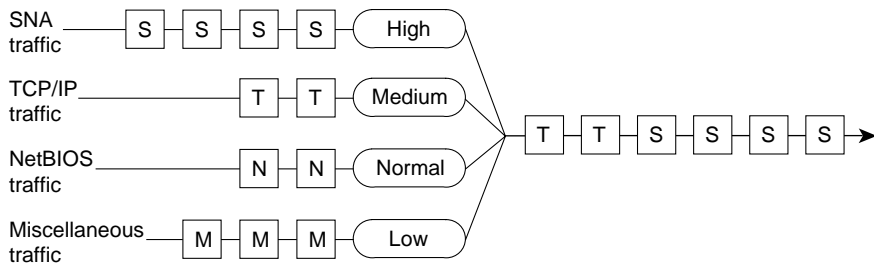 SNA
traffic
S S S S High
TCP/IP
traffic
T T Medium
T T S S S S
NetBIOS
traffic
N N Normal
Miscellaneous
traffic
M M M Low